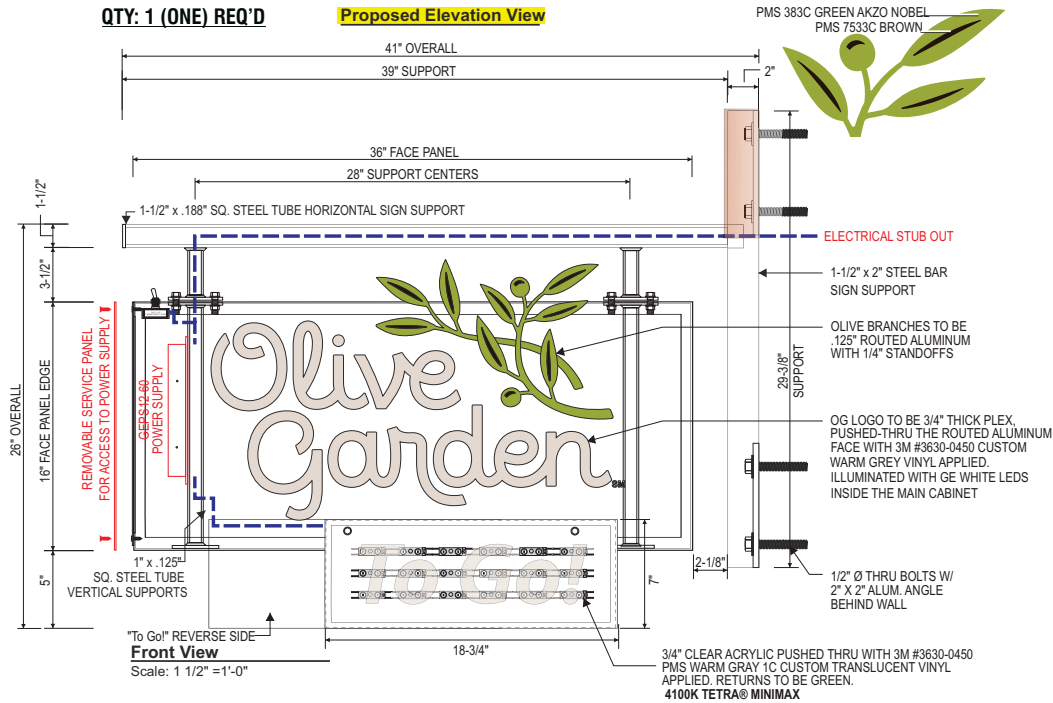 QTY: 1 (ONE) REQ'D
Proposed Elevation View
PMS 383C GREEN AKZO NOBEL
PMS 7533C BROWN
41" OVERALL
39" SUPPORT
2"
36" FACE PANEL
28" SUPPORT CENTERS
1-1/2"
1-1/2" x .188" SQ. STEEL TUBE HORIZONTAL SIGN SUPPORT
ELECTRICAL STUB OUT
3-1/2"
1-1/2" x 2" STEEL BAR
SIGN SUPPORT
26" OVERALL
16" FACE PANEL EDGE
REMOVABLE SERVICE PANEL
FOR ACCESS TO POWER SUPPLY
GEPS12-60
POWER SUPPLY
Olive
Garden
SM
OLIVE BRANCHES TO BE
.125" ROUTED ALUMINUM
WITH 1/4" STANDOFFS
29-3/8"
SUPPORT
OG LOGO TO BE 3/4" THICK PLEX,
PUSHED-THRU THE ROUTED ALUMINUM
FACE WITH 3M #3630-0450 CUSTOM
WARM GREY VINYL APPLIED.
ILLUMINATED WITH GE WHITE LEDS
INSIDE THE MAIN CABINET
5"
1" x .125"
SQ. STEEL TUBE
VERTICAL SUPPORTS
To Go!
7"
2-1/8"
1/2" Ø THRU BOLTS W/
2" X 2" ALUM. ANGLE
BEHIND WALL
"To Go!" REVERSE SIDE
18-3/4"
Front View
Scale: 1 1/2" =1'-0"
3/4" CLEAR ACRYLIC PUSHED THRU WITH 3M #3630-0450
PMS WARM GRAY 1C CUSTOM TRANSLUCENT VINYL
APPLIED. RETURNS TO BE GREEN.
4100K TETRA® MINIMAX